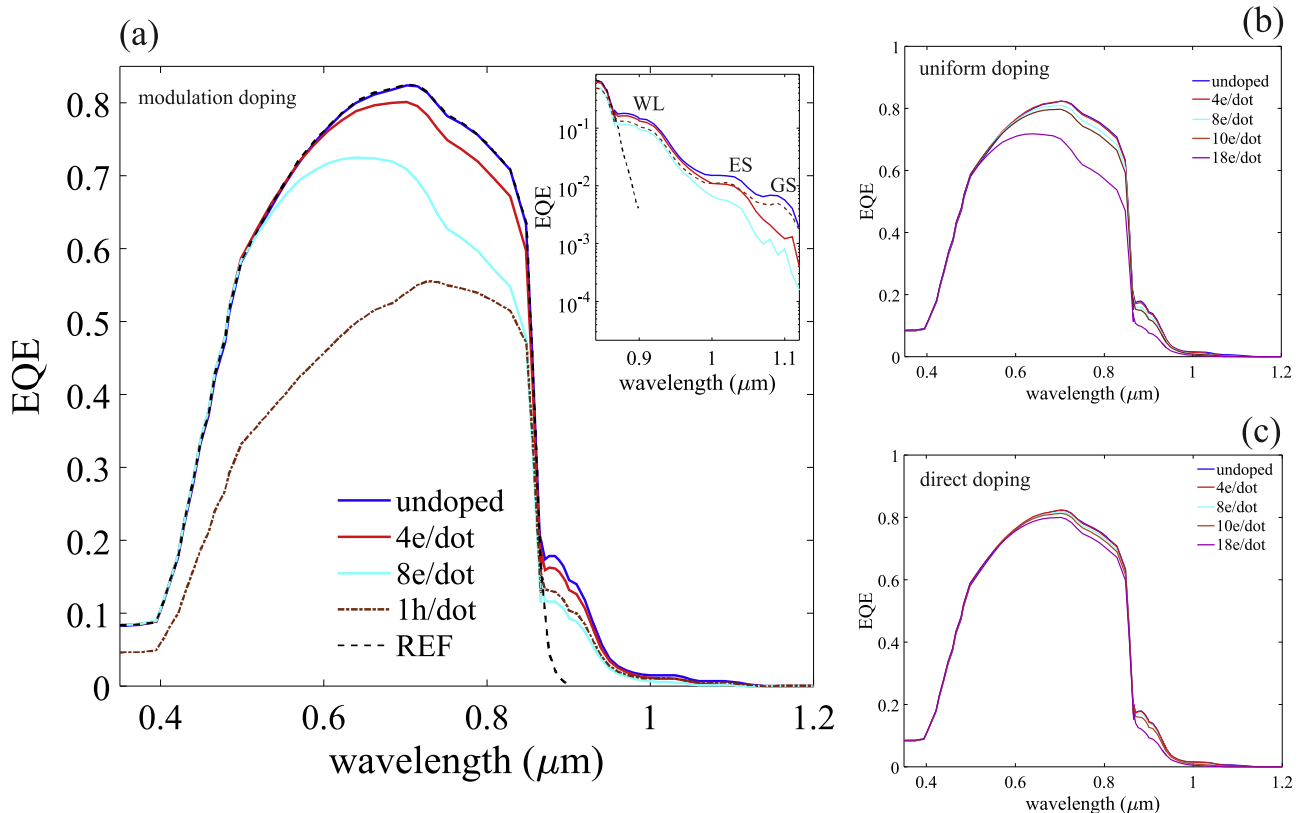 (a)
modulation doping
EQE
0.8
0.7
0.6
0.5
0.4
0.3
0.2
0.1
0
0.4
0.6
0.8
1
1.2
wavelength (μm)
undoped
4e/dot
8e/dot
1h/dot
REF
WL
ES
GS
EQE
10⁻¹
10⁻²
10⁻³
10⁻⁴
0.9
1
1.1
wavelength (μm)
(b)
uniform doping
EQE
1
0.8
0.6
0.4
0.2
0
0.4
0.6
0.8
1
1.2
wavelength (μm)
undoped
4e/dot
8e/dot
10e/dot
18e/dot
(c)
direct doping
EQE
1
0.8
0.6
0.4
0.2
0
0.4
0.6
0.8
1
1.2
wavelength (μm)
undoped
4e/dot
8e/dot
10e/dot
18e/dot